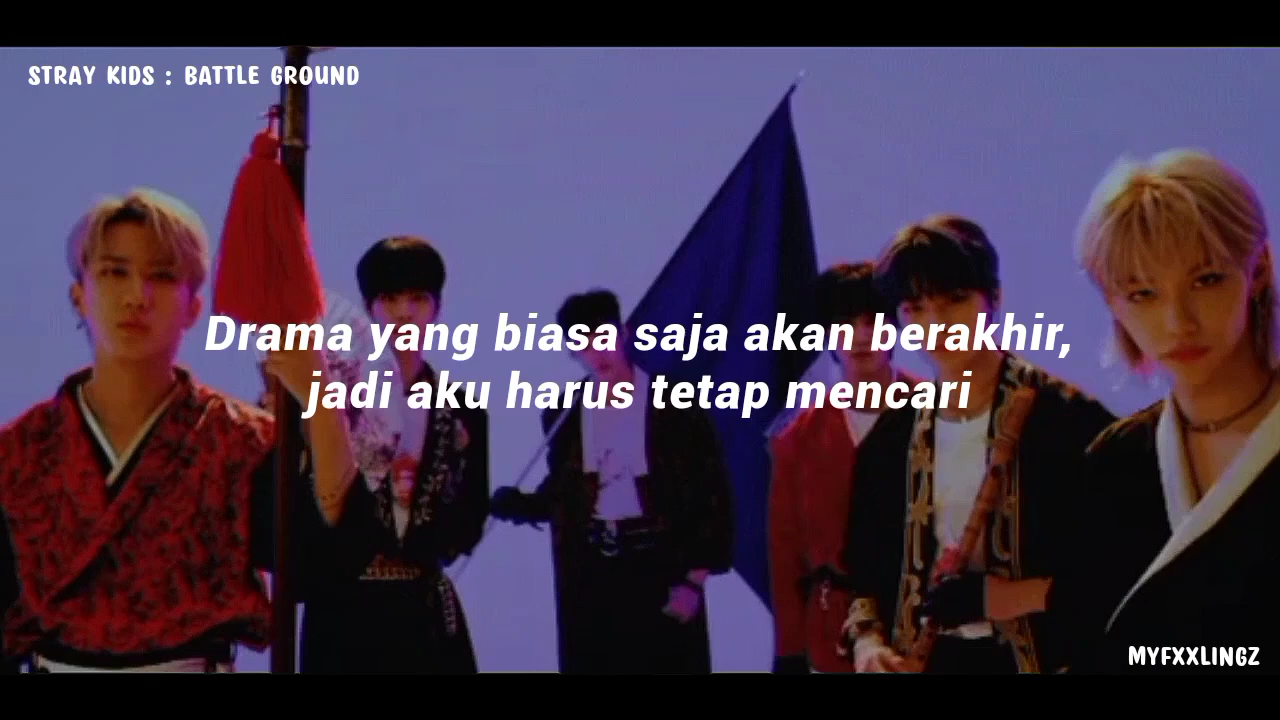 STRAY KIDS : BATTLE GROUND
Drama yang biasa saja akan berakhir,
jadi aku harus tetap mencari
MYFXXLINGZ